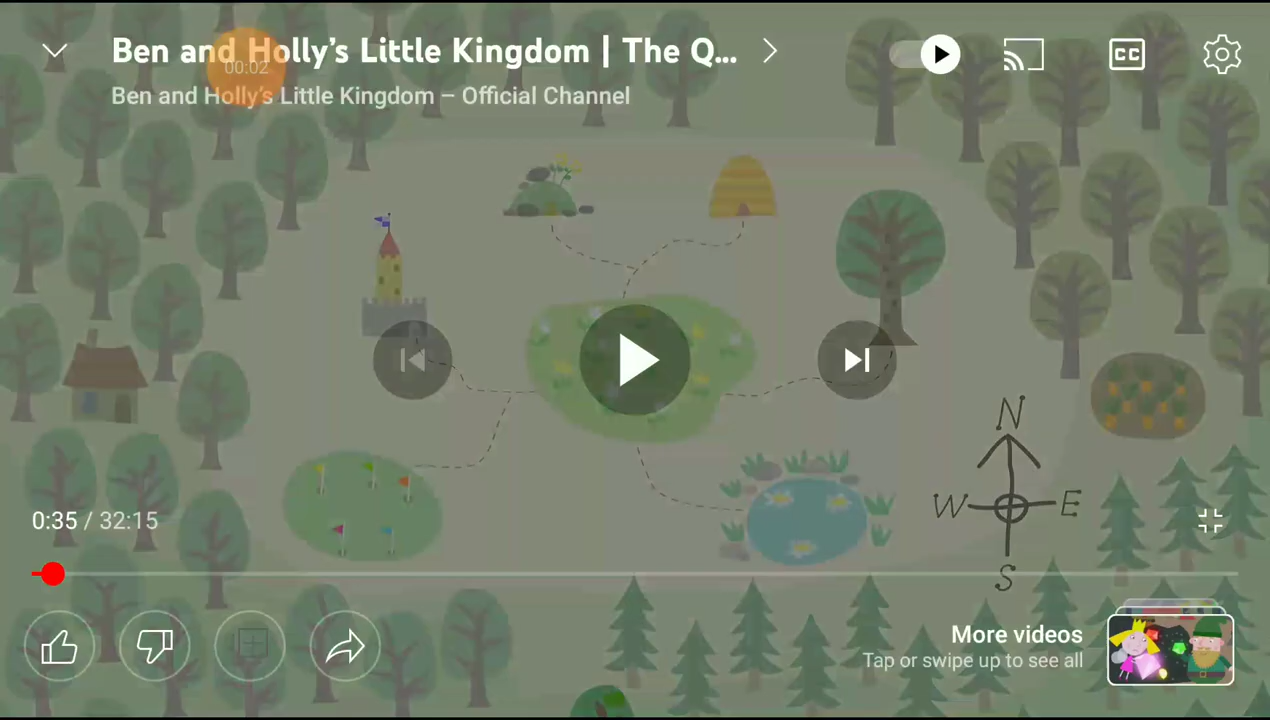 Ben and Holly's Little Kingdom | The Q...
00:02
Ben and Holly's Little Kingdom – Official Channel
CC
N
W E
S
0:35 / 32:15
More videos
Tap or swipe up to see all